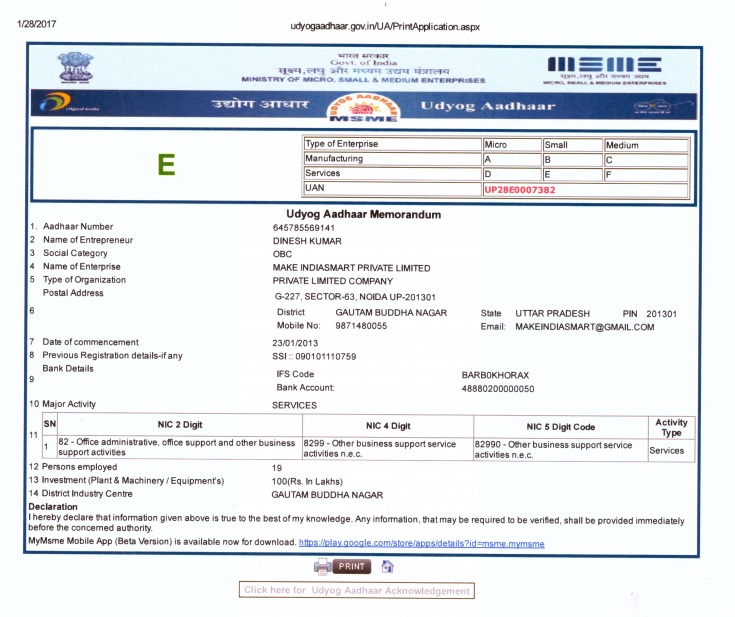 1/28/2017
udyogaadhaar.gov.in/UA/PrintApplication.aspx
भारत सरकार
Govt. of India
सूक्ष्म,लघु और मध्यम उद्यम मंत्रालय
MINISTRY OF MICRO, SMALL & MEDIUM ENTERPRISES
सूक्ष्म, लघु और मध्यम उद्यम
MICRO, SMALL & MEDIUM ENTERPRISES
Digital India
उद्योग आधार
UDYOG AADHAAR
MSME
Udyog Aadhaar
E
Type of Enterprise Micro Small Medium
Manufacturing A B C
Services D E F
UAN UP28E0007382
Udyog Aadhaar Memorandum
1. Aadhaar Number 645785569141
2 Name of Entrepreneur DINESH KUMAR
3 Social Category OBC
4 Name of Enterprise MAKE INDIASMART PRIVATE LIMITED
5 Type of Organization PRIVATE LIMITED COMPANY
Postal Address G-227, SECTOR-63, NOIDA UP-201301
6 District GAUTAM BUDDHA NAGAR State UTTAR PRADESH PIN 201301
Mobile No: 9871480055 Email: MAKEINDIASMART@GMAIL.COM
7 Date of commencement 23/01/2013
8 Previous Registration details-if any SSI :: 090101110759
Bank Details
9 IFS Code BARB0KHORAX
Bank Account: 48880200000050
10 Major Activity SERVICES
11
SN NIC 2 Digit NIC 4 Digit NIC 5 Digit Code Activity Type
1 82 - Office administrative, office support and other business support activities 8299 - Other business support service activities n.e.c. 82990 - Other business support service activities n.e.c. Services
12 Persons employed 19
13 Investment (Plant & Machinery / Equipment's) 100(Rs. In Lakhs)
14 District Industry Centre GAUTAM BUDDHA NAGAR
Declaration
I hereby declare that information given above is true to the best of my knowledge. Any information, that may be required to be verified, shall be provided immediately
before the concerned authority.
MyMsme Mobile App (Beta Version) is available now for download. https://play.google.com/store/apps/details?id=msme.mymsme
PRINT
Click here for Udyog Aadhaar Acknowledgement